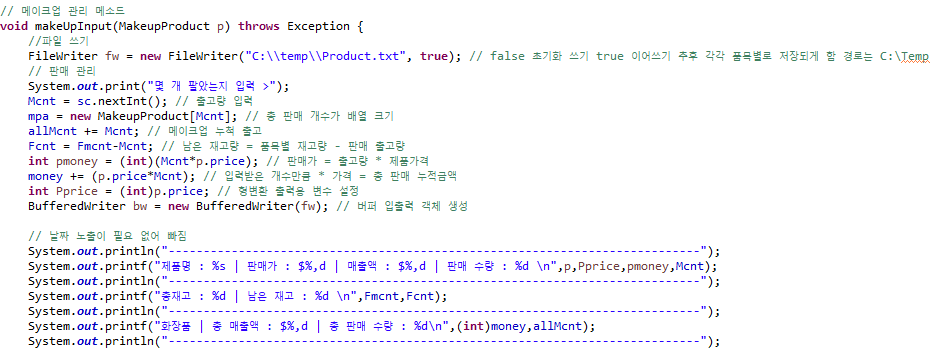 // 메이크업 관리 메소드
void makeUpInput(MakeupProduct p) throws Exception {
//파일 쓰기
FileWriter fw = new FileWriter("C:\\temp\\Product.txt", true); // false 초기화 쓰기 true 이어쓰기 추후 각각 품목별로 저장되게 함 경로는 C:\Temp
// 판매 관리
System.out.print("몇 개 팔았는지 입력 >");
Mcnt = sc.nextInt(); // 출고량 입력
mpa = new MakeupProduct[Mcnt]; // 총 판매 개수가 배열 크기
allMcnt += Mcnt; // 메이크업 누적 출고
Fcnt = Fmcnt-Mcnt; // 남은 재고량 = 품목별 재고량 - 판매 출고량
int pmoney = (int)(Mcnt*p.price); // 판매가 = 출고량 * 제품가격
money += (p.price*Mcnt); // 입력받은 개수만큼 * 가격 = 총 판매 누적금액
int Pprice = (int)p.price; // 형변환 출력용 변수 설정
BufferedWriter bw = new BufferedWriter(fw); // 버퍼 입출력 객체 생성
// 날짜 노출이 필요 없어 빠짐
System.out.println("----------------------------------------------------------------------------");
System.out.printf("제품명 : %s | 판매가 : $%,d | 매출액 : $%,d | 판매 수량 : %d \n",p,Pprice,pmoney,Mcnt);
System.out.println("----------------------------------------------------------------------------");
System.out.printf("총재고 : %d | 남은 재고 : %d \n",Fmcnt,Fcnt);
System.out.println("----------------------------------------------------------------------------");
System.out.printf("화장품 | 총 매출액 : $%,d | 총 판매 수량 : %d\n",(int)money,allMcnt);
System.out.println("----------------------------------------------------------------------------");